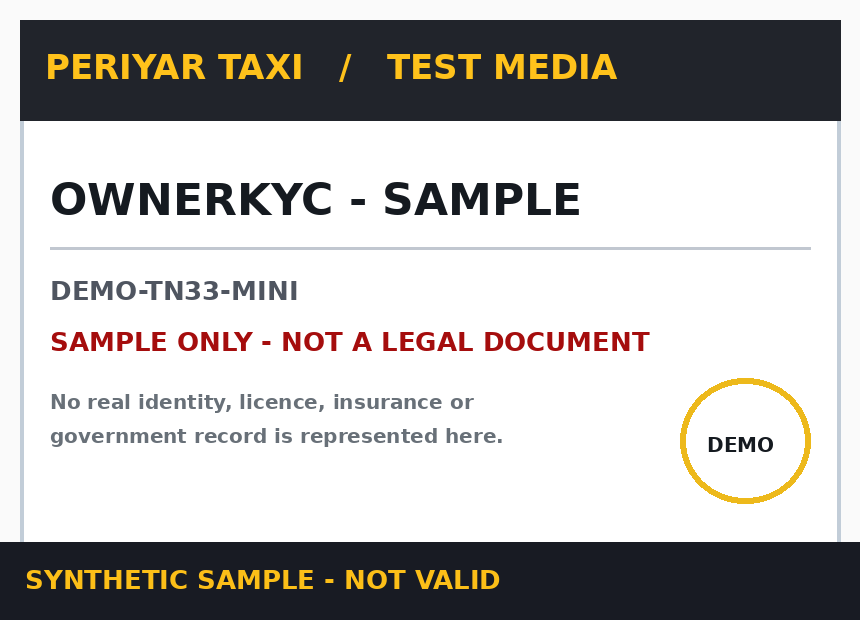 PERIYAR TAXI / TEST MEDIA
OWNERKYC - SAMPLE
DEMO-TN33-MINI
SAMPLE ONLY - NOT A LEGAL DOCUMENT
No real identity, licence, insurance or
government record is represented here.
DEMO
SYNTHETIC SAMPLE - NOT VALID